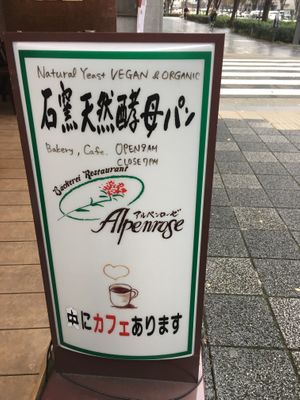 Natural Yeast VEGAN & ORGANIC
石窯天然酵母パン
Bakery, Cafe. OPEN 8AM
CLOSE 7PM
Bäckerei Restaurant
アルペンローゼ
Alpenrose
中にカフェあります